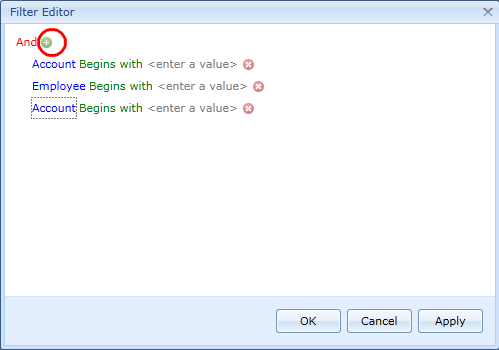 Filter Editor
And
Account Begins with <enter a value>
Employee Begins with <enter a value>
Account Begins with <enter a value>
OK Cancel Apply